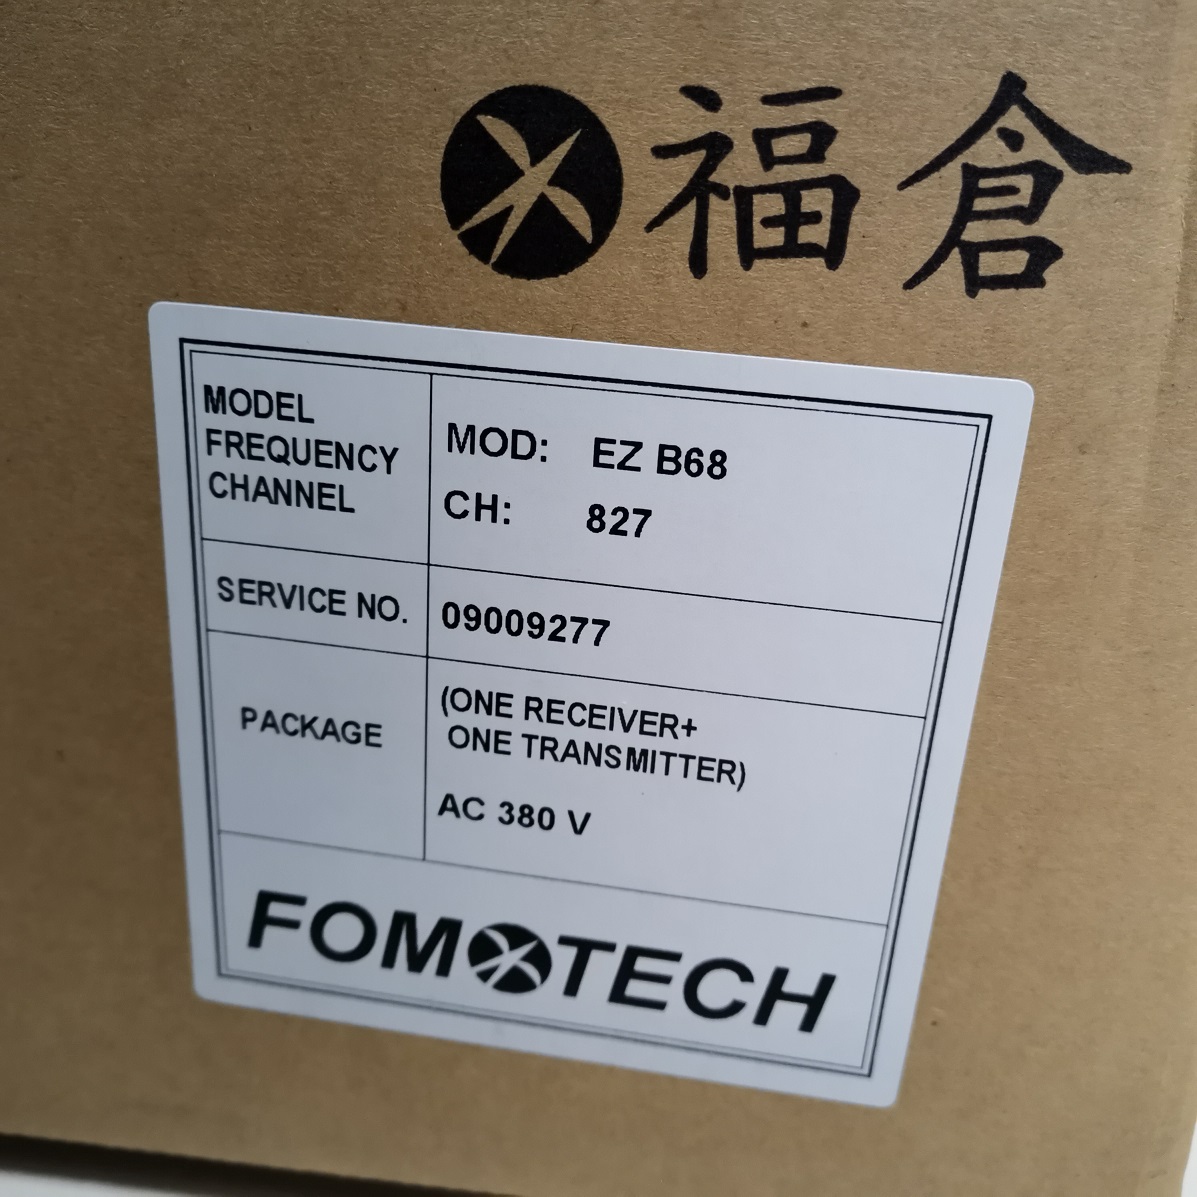 福倉
MODEL
FREQUENCY
CHANNEL
MOD: EZ B68
CH: 827
SERVICE NO.
09009277
PACKAGE
(ONE RECEIVER+
ONE TRANSMITTER)
AC 380 V
FOMOTECH